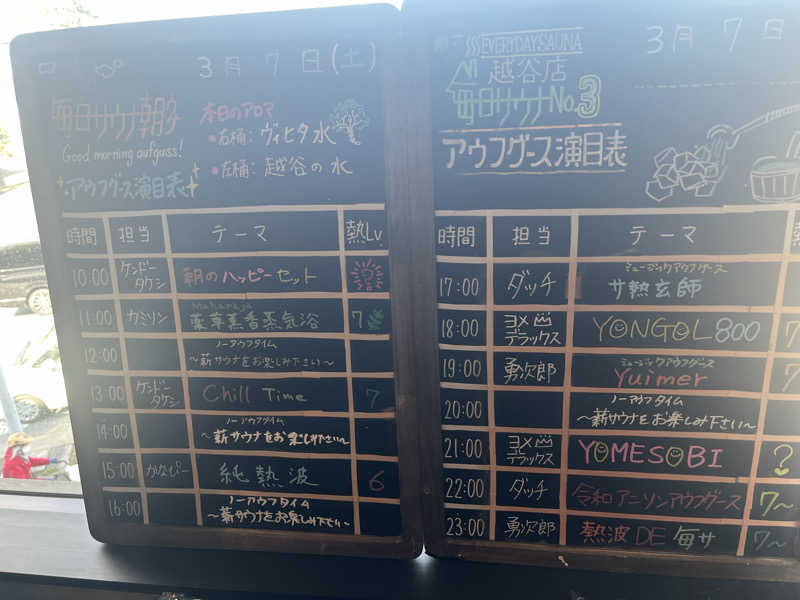 3月 7日(土)
毎日サウナ朝
Good morning aufguss!
アウフグース演目表
本日のアロマ
・右桶: ヴィヒタ水
・左桶: 越谷の水
時間 担当 テーマ 熱Lv.
10:00 ケンドータケシ 朝のハッピーセット
Maharaja
11:00 カミソン 薬草薫香蒸気浴 7
ノーアウフタイム
12:00 〜薪サウナをお楽しみ下さい〜
13:00 ケンドータケシ Chill Time 7
ノーアウフタイム
14:00 〜薪サウナをお楽しみ下さい〜
15:00 かなぴー 純熱波 6
ノーアウフタイム
16:00 〜薪サウナをお楽しみ下さい〜
EVERYDAY SAUNA
越谷店
毎日サウナNo.3
アウフグース演目表
3月 7日
時間 担当 テーマ
ミュージックアウフグース
17:00 ダッチ サ熱玄師
18:00 ヨメデラックス YONGOL800 7
ミュージックアウフグース
19:00 勇次郎 Yuimer 7
ノーアウフタイム
20:00 〜薪サウナをお楽しみ下さい〜
21:00 ヨメデラックス YOMESOBI ?
22:00 ダッチ 令和アニソンアウフグース 7〜
23:00 勇次郎 熱波DE毎サ 7〜